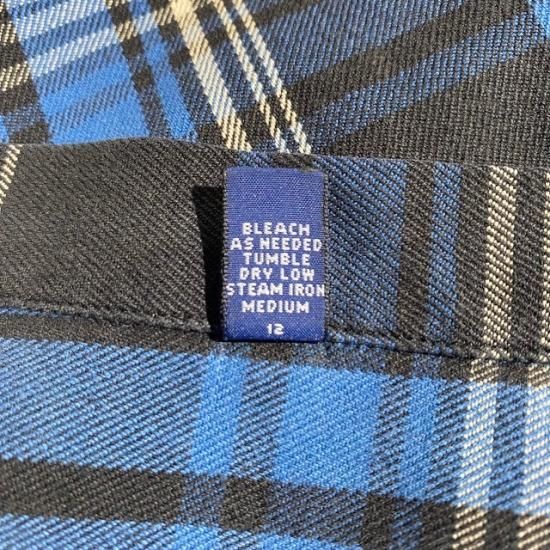 BLEACH
AS NEEDED
TUMBLE
DRY LOW
STEAM IRON
MEDIUM
12